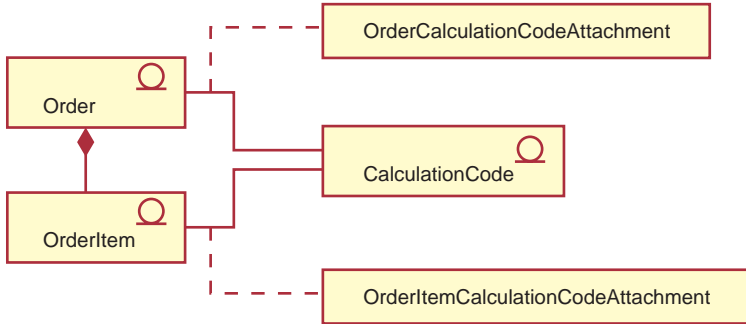 OrderCalculationCodeAttachment
Order
CalculationCode
OrderItem
OrderItemCalculationCodeAttachment